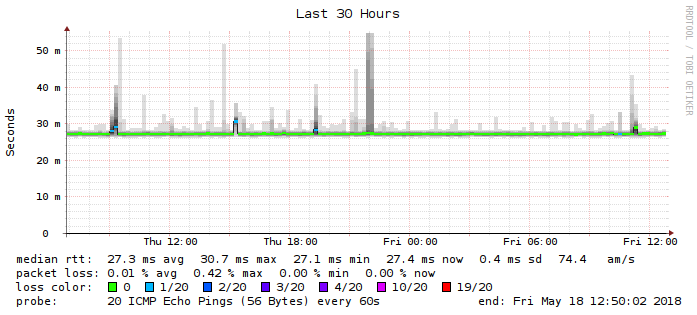 Last 30 Hours
RRDTOOL / TOBI OETIKER
Seconds
50 m
40 m
30 m
20 m
10 m
0
Thu 12:00 Thu 18:00 Fri 00:00 Fri 06:00 Fri 12:00
median rtt: 27.3 ms avg 30.7 ms max 27.1 ms min 27.4 ms now 0.4 ms sd 74.4 am/s
packet loss: 0.01 % avg 0.42 % max 0.00 % min 0.00 % now
loss color: 0 1/20 2/20 3/20 4/20 10/20 19/20
probe: 20 ICMP Echo Pings (56 Bytes) every 60s end: Fri May 18 12:50:02 2018